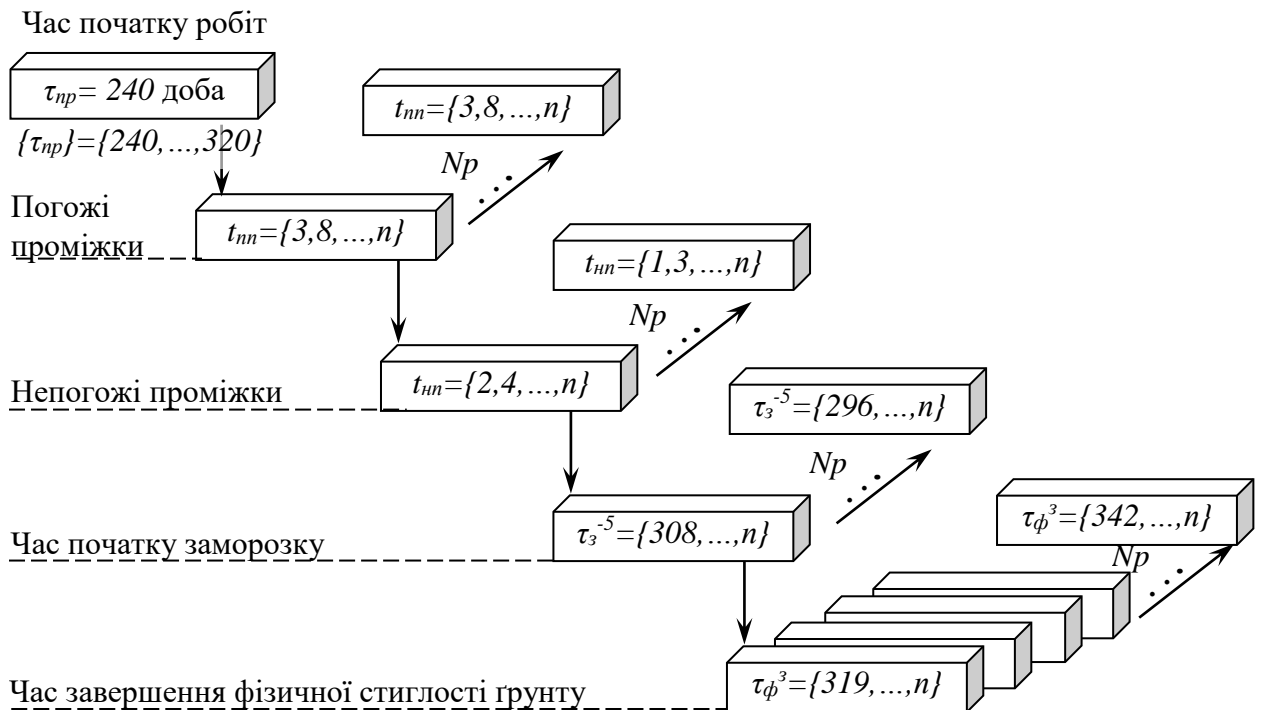 Час початку робіт
τпр= 240 доба
tпп={3,8,...,n}
{τпр}={240,...,320}
Np
Погожі
проміжки
tпп={3,8,...,n}
tнп={1,3,...,n}
Np
Непогожі проміжки
tнп={2,4,...,n}
τз-5={296,...,n}
Np
Час початку заморозку
τз-5={308,...,n}
τфз={342,...,n}
Np
Час завершення фізичної стиглості ґрунту
τфз={319,...,n}